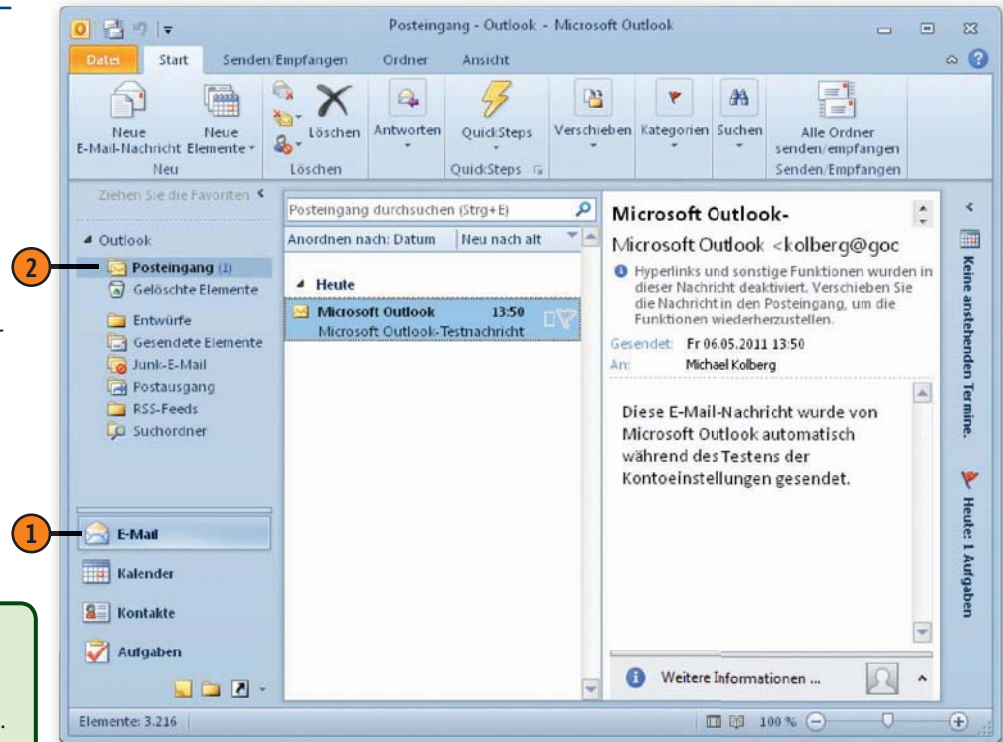 Posteingang - Outlook - Microsoft Outlook
Datei Start Senden/Empfangen Ordner Ansicht
Neue E-Mail-Nachricht
Neue Elemente
Neu
Löschen
Löschen
Antworten
QuickSteps
QuickSteps
Verschieben
Kategorien
Suchen
Alle Ordner senden/empfangen
Senden/Empfangen
Ziehen Sie die Favoriten
Outlook
2
Posteingang (1)
Gelöschte Elemente
Entwürfe
Gesendete Elemente
Junk-E-Mail
Postausgang
RSS-Feeds
Suchordner
1
E-Mail
Kalender
Kontakte
Aufgaben
Posteingang durchsuchen (Strg+E)
Anordnen nach: Datum Neu nach alt
Heute
Microsoft Outlook 13:50
Microsoft Outlook-Testnachricht
Microsoft Outlook-
Microsoft Outlook <kolberg@goc
Hyperlinks und sonstige Funktionen wurden in
dieser Nachricht deaktiviert. Verschieben Sie
die Nachricht in den Posteingang, um die
Funktionen wiederherzustellen.
Gesendet: Fr 06.05.2011 13:50
An: Michael Kolberg
Diese E-Mail-Nachricht wurde von
Microsoft Outlook automatisch
während des Testens der
Kontoeinstellungen gesendet.
Weitere Informationen ...
Keine anstehenden Termine.
Heute: 1 Aufgaben
Elemente: 3.216
100 %